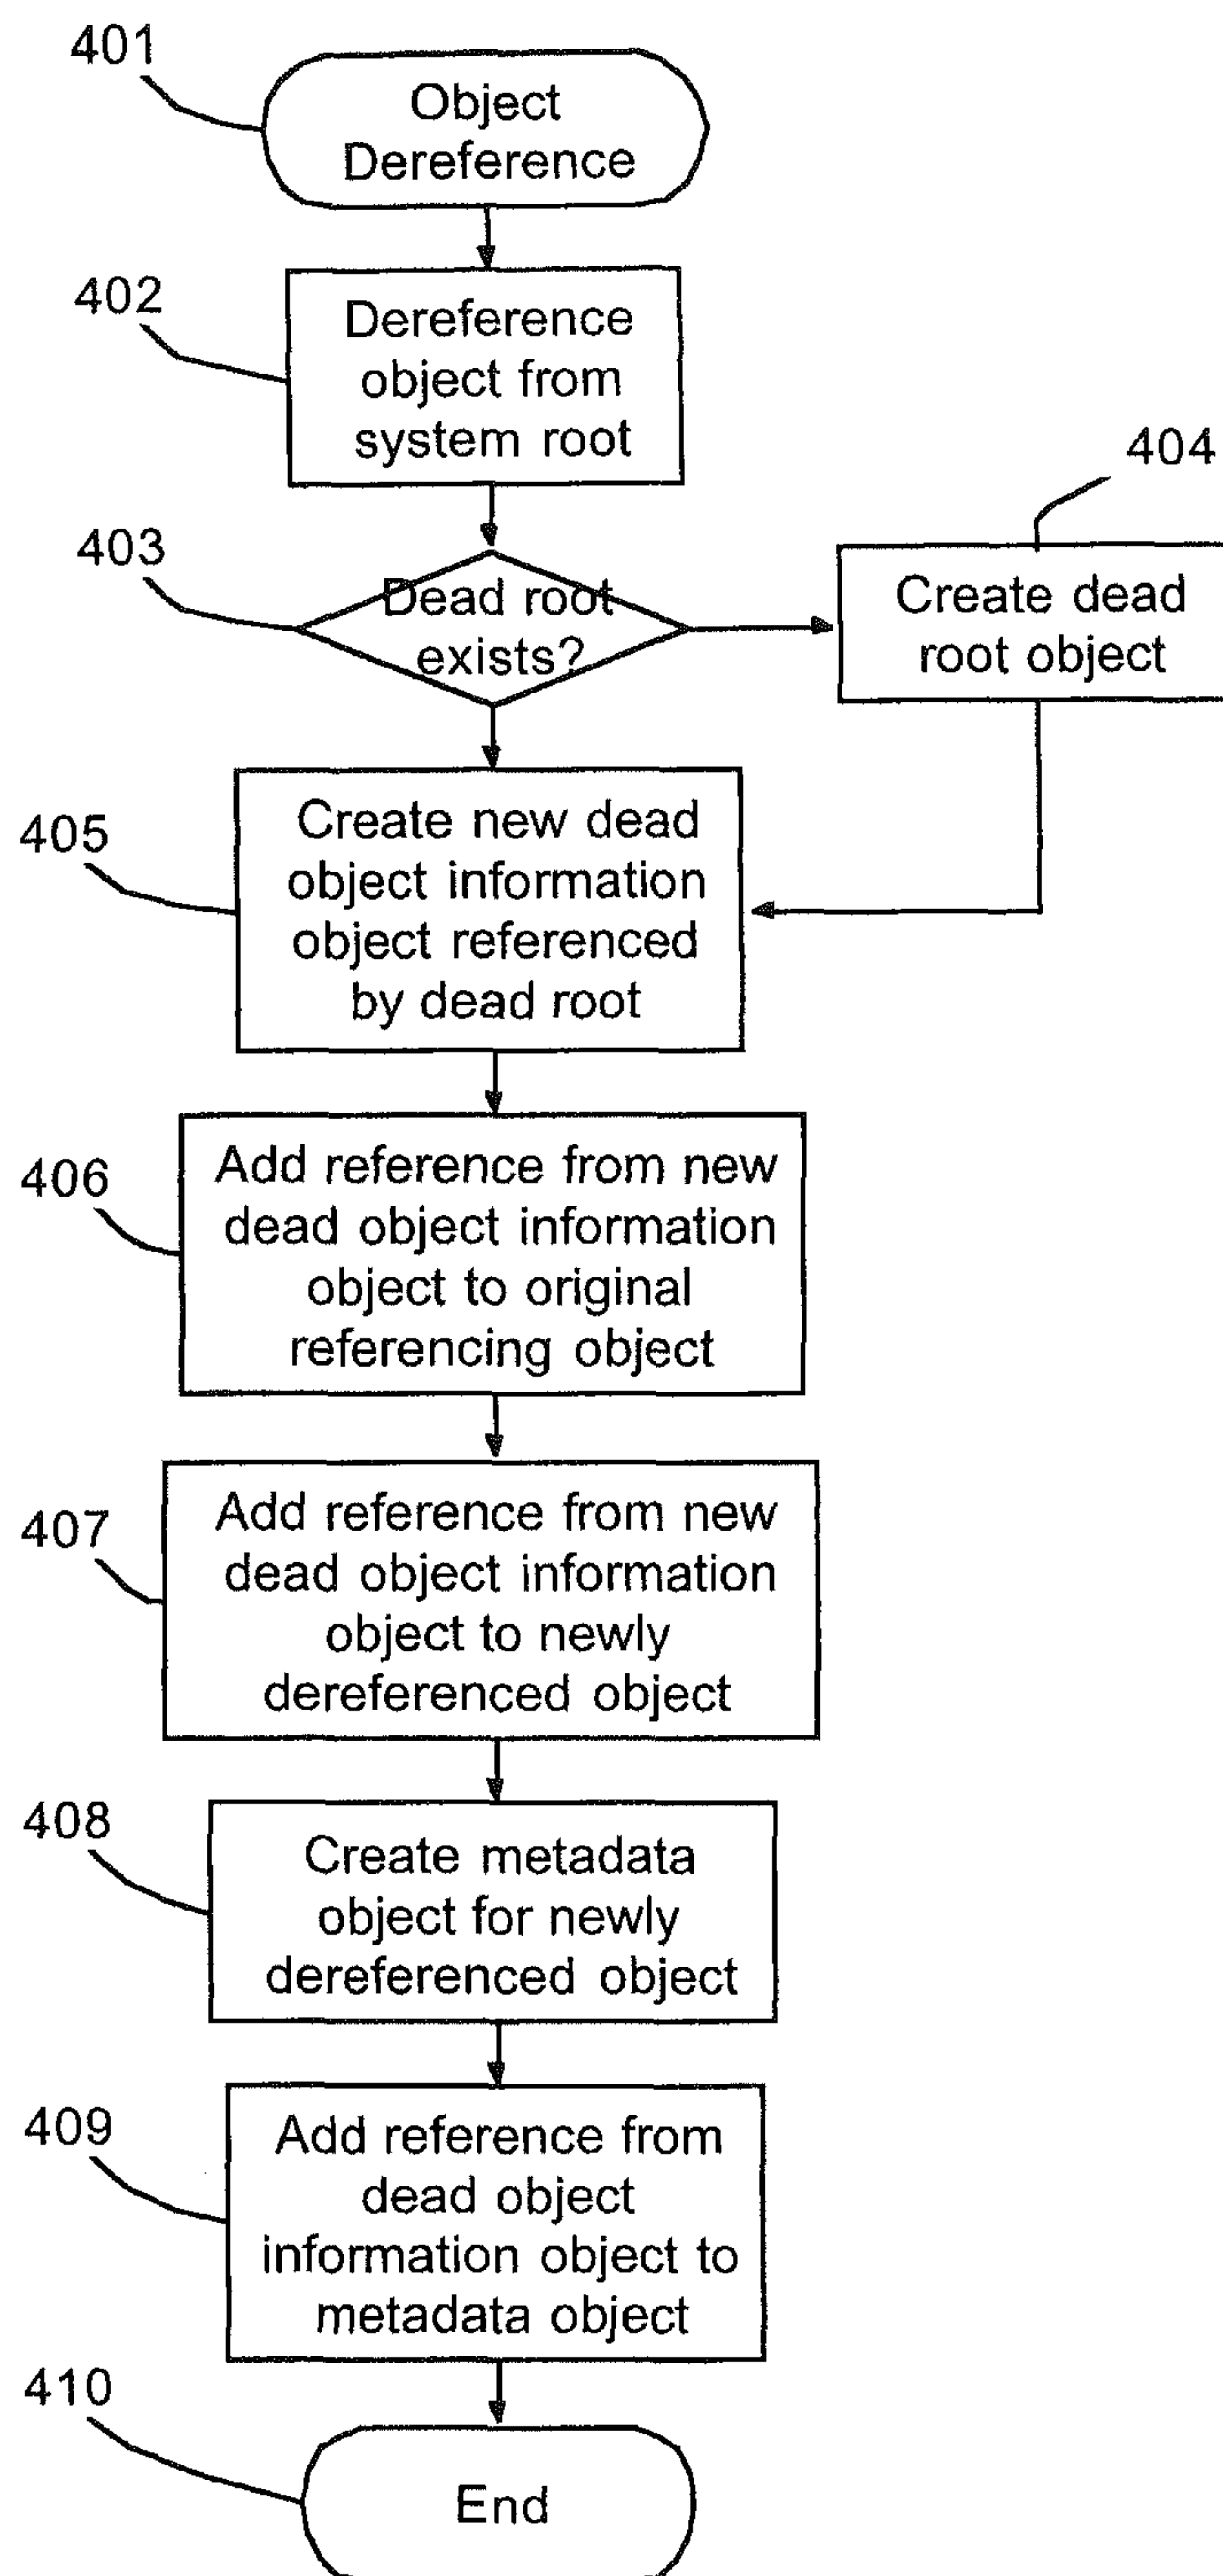 401
Object
Dereference
402
Dereference
object from
system root
403
Dead root
exists?
404
Create dead
root object
405
Create new dead
object information
object referenced
by dead root
406
Add reference from new
dead object information
object to original
referencing object
407
Add reference from new
dead object information
object to newly
dereferenced object
408
Create metadata
object for newly
dereferenced object
409
Add reference from
dead object
information object to
metadata object
410
End